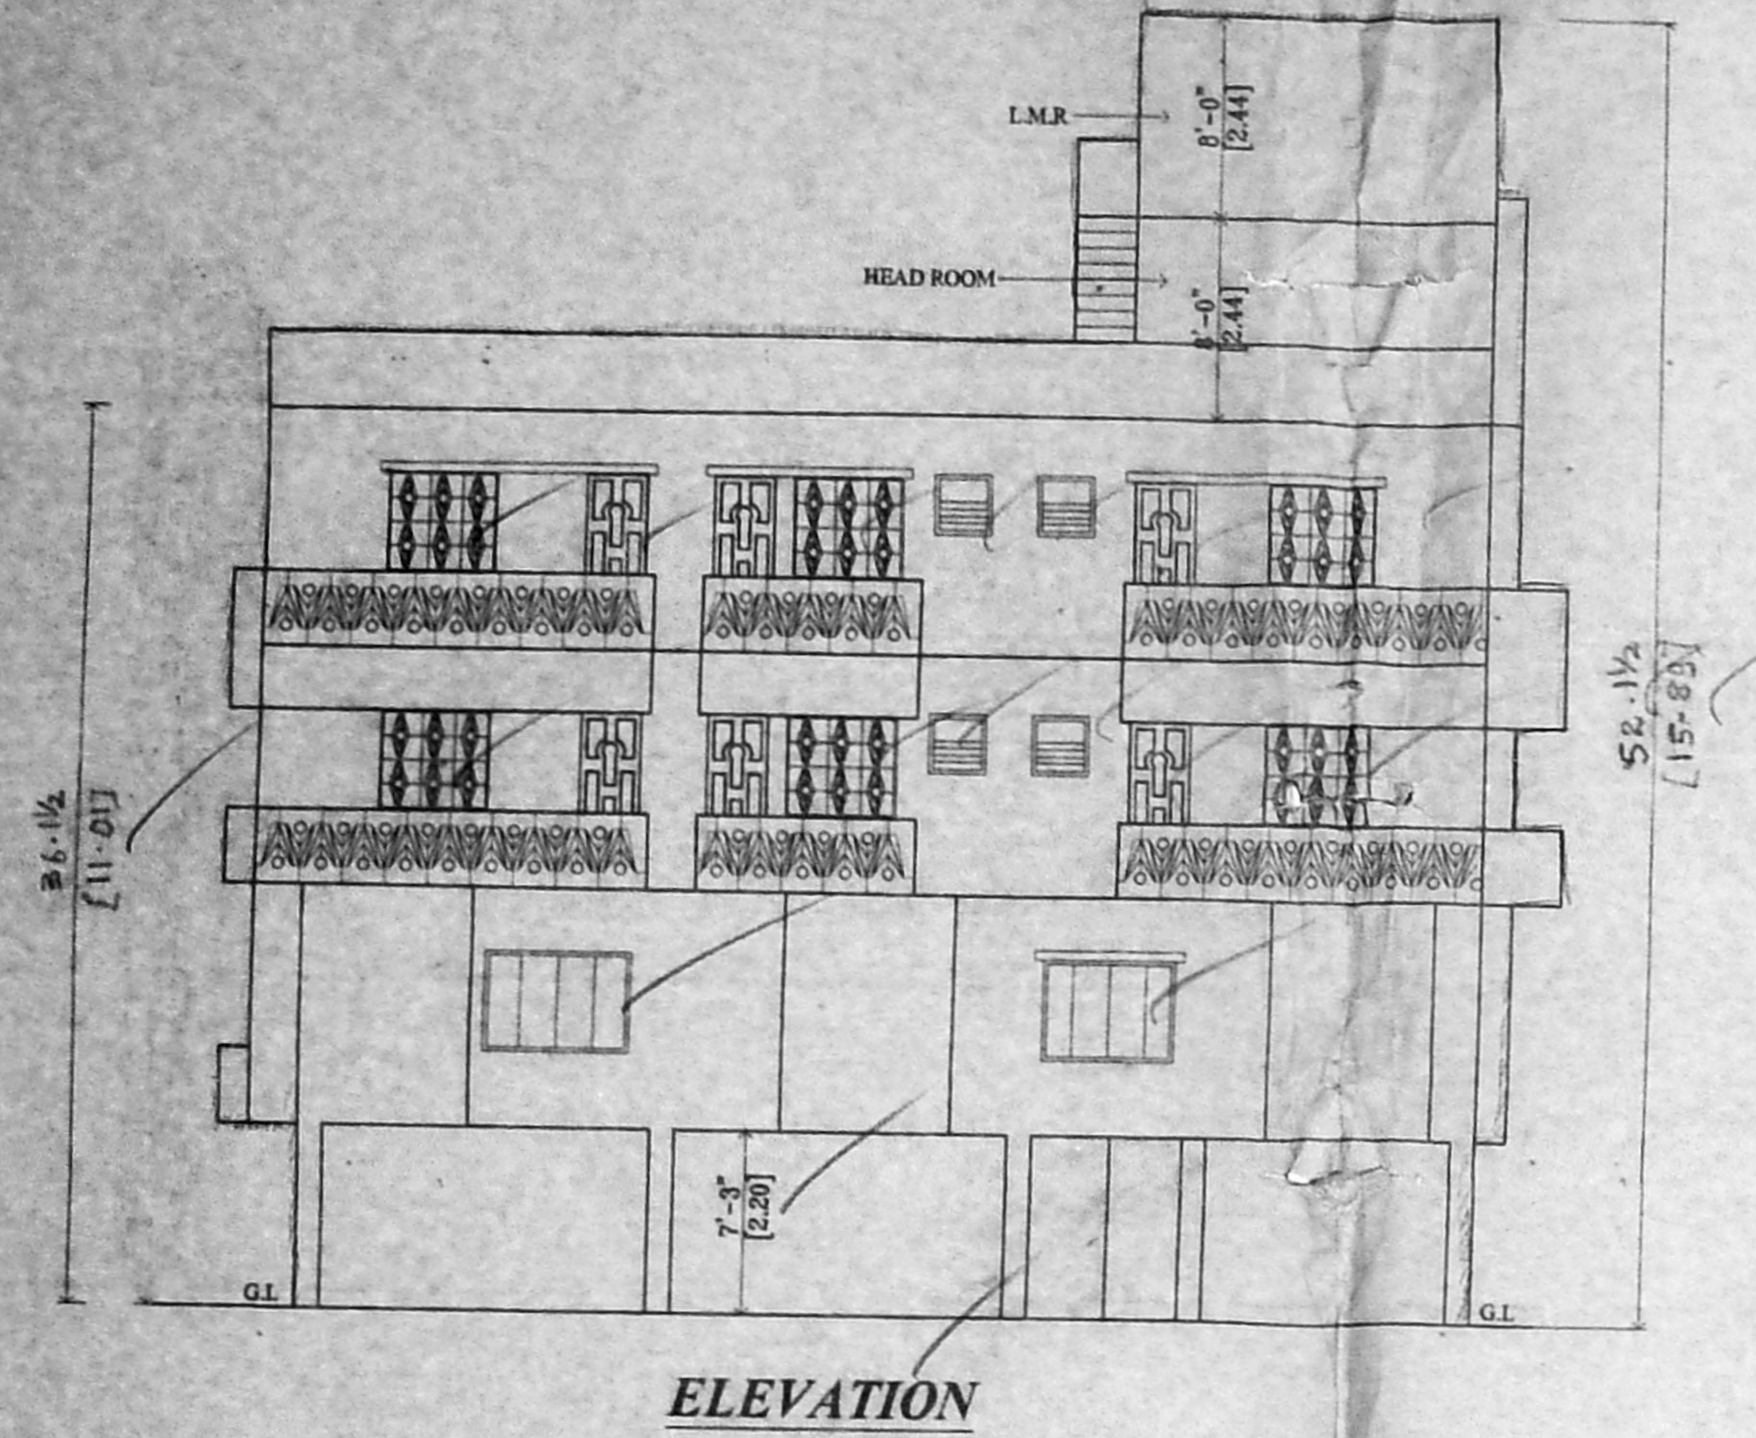 L.M.R
8'-0"
[2.44]
HEAD ROOM
8'-0"
[2.44]
36.1½
[11.01]
52.1½
[15-89]
7'-3"
[2.20]
G.L
G.L
ELEVATION